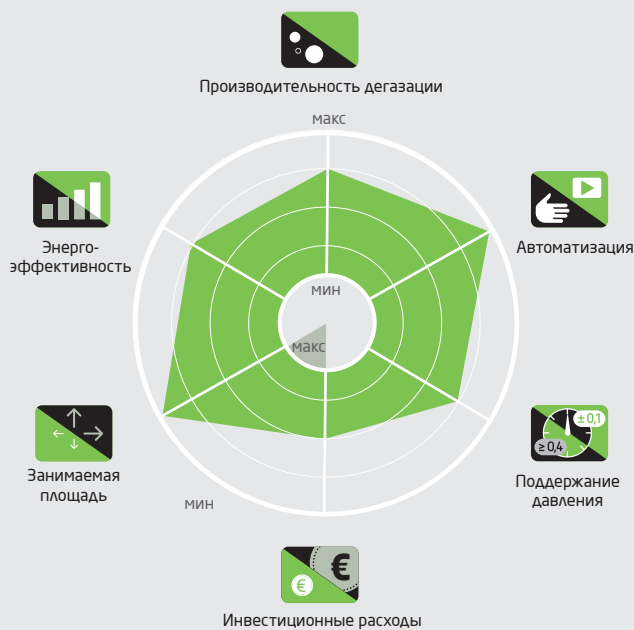 Производительность дегазации
макс
Энерго-
эффективность
Автоматизация
мин
макс
± 0,1
≥ 0,4
Занимаемая
площадь
Поддержание
давления
мин
€
€
Инвестиционные расходы